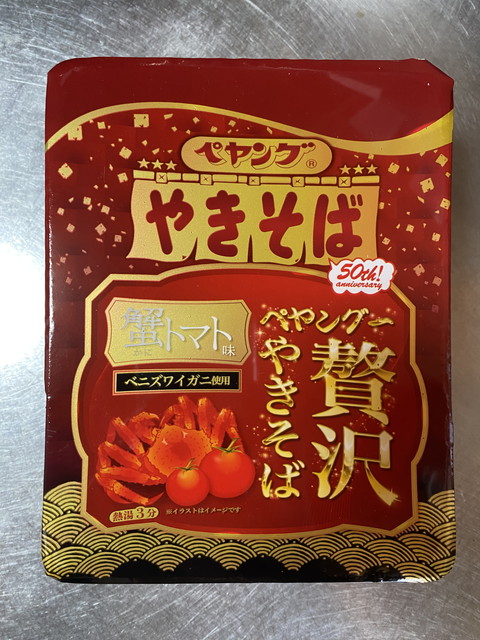 ペヤング®
やきそば
50th!
anniversary
蟹トマト味
かに
ベニズワイガニ使用
ペヤング一
贅沢
やきそば
熱湯3分
※イラストはイメージです